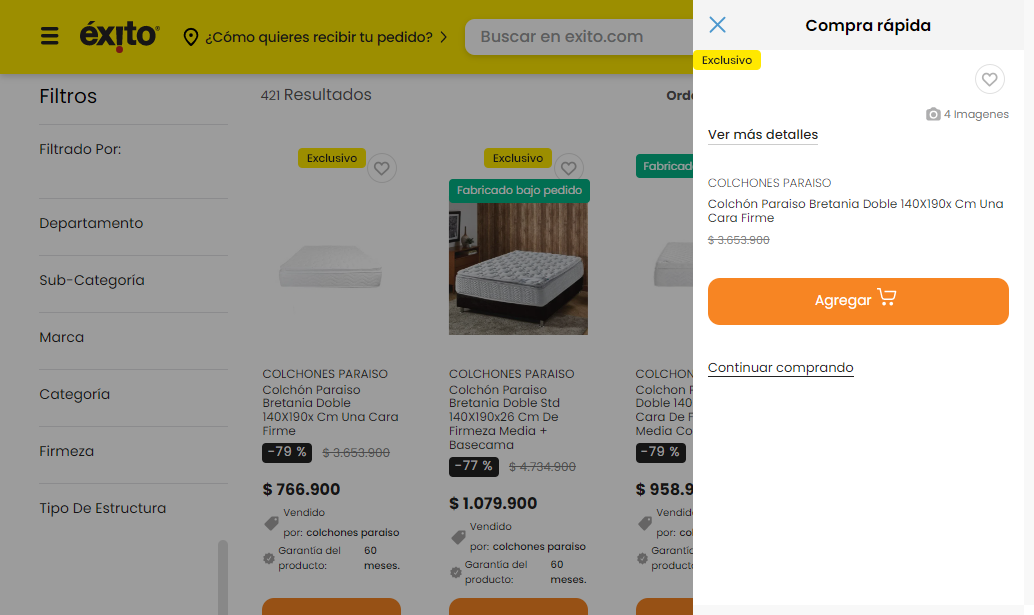 éxito
¿Cómo quieres recibir tu pedido?
Buscar en exito.com
Compra rápida
Filtros
421 Resultados
Orde
Filtrado Por:
Departamento
Sub-Categoría
Marca
Categoría
Firmeza
Tipo De Estructura
Exclusivo
COLCHONES PARAISO
Colchón Paraiso
Bretania Doble
140X190x Cm Una Cara
Firme
-79 % $ 3.653.900
$ 766.900
Vendido
por: colchones paraiso
Garantía del
producto:
60
meses.
Exclusivo
Fabricado bajo pedido
COLCHONES PARAISO
Colchón Paraiso
Bretania Doble Std
140X190x26 Cm De
Firmeza Media +
Basecama
-77 % $ 4.734.900
$ 1.079.900
Vendido
por: colchones paraiso
Garantía del
producto:
60
meses.
Fabricad
COLCHON
Colchon P
Doble 140
Cara De F
Media Co
-79 %
$ 958.9
Vendid
por: col
Garantí
product
Exclusivo
4 Imagenes
Ver más detalles
COLCHONES PARAISO
Colchón Paraiso Bretania Doble 140X190x Cm Una
Cara Firme
$ 3.653.900
Agregar
Continuar comprando